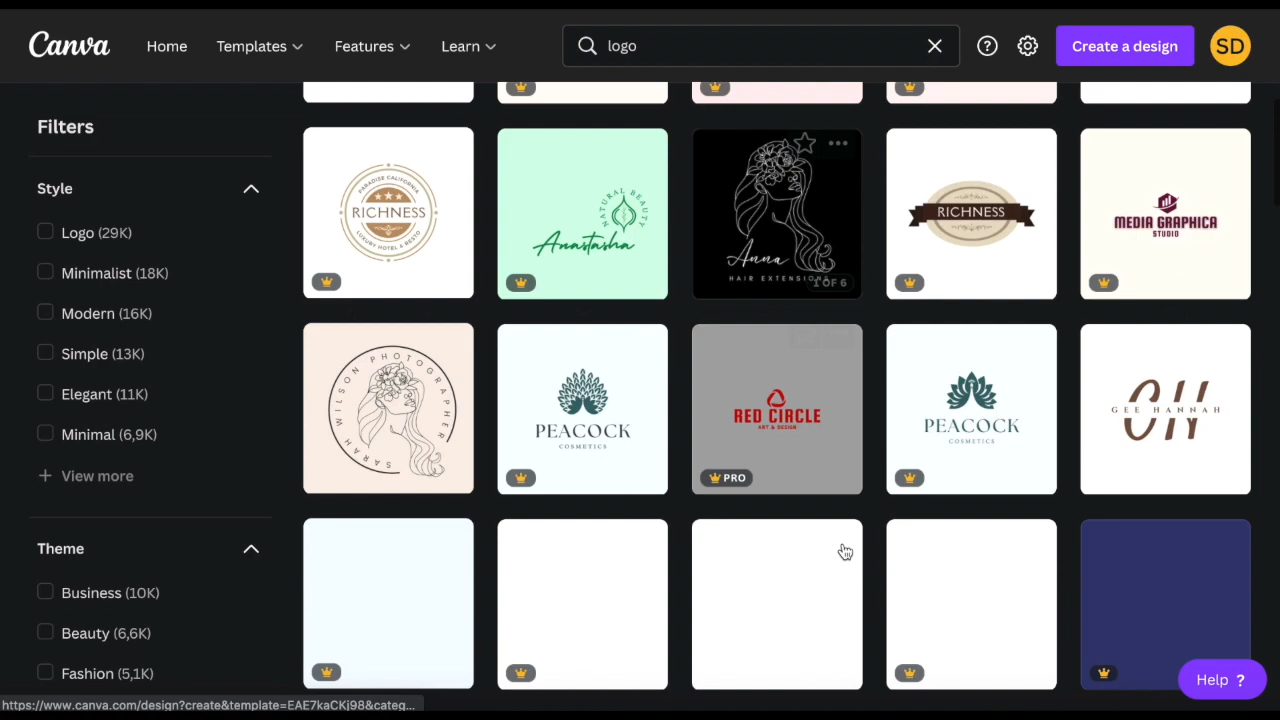 Canva
Home
Templates
Features
Learn
logo
?
Create a design
SD
Filters
Style
Logo (29K)
Minimalist (18K)
Modern (16K)
Simple (13K)
Elegant (11K)
Minimal (6,9K)
+ View more
Theme
Business (10K)
Beauty (6,6K)
Fashion (5,1K)
PARADISE CALIFORNIA
RICHNESS
LUXURY HOTEL & RESTO
NATURAL BEAUTY
Anastasha
Anna
HAIR EXTENSIONS
1 OF 6
RICHNESS
MEDIA GRAPHICA
STUDIO
SARAH WILSON PHOTOGRAPHER
PEACOCK
COSMETICS
RED CIRCLE
ART & DESIGN
PRO
PEACOCK
COSMETICS
GH
GEE HANNAH
Help ?
https://www.canva.com/design?create&template=EAE7kaCKj98&categ...